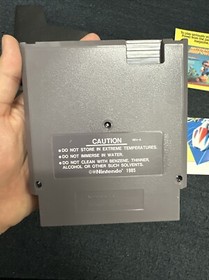 CAUTION
•DO NOT STORE IN EXTREME TEMPERATURES.
•DO NOT IMMERSE IN WATER.
•DO NOT CLEAN WITH BENZENE, THINNER,
ALCOHOL OR OTHER SUCH SOLVENTS.
Nintendo 1985